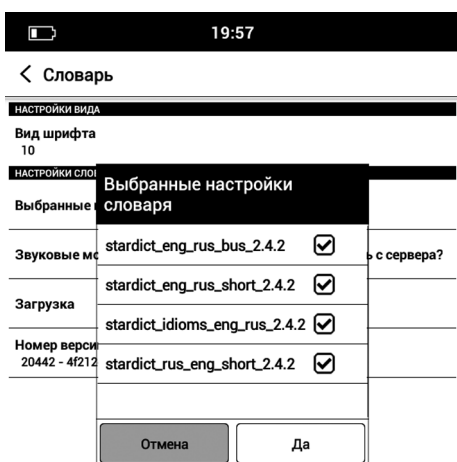 19:57
Словарь
НАСТРОЙКИ ВИДА
Вид шрифта
10
НАСТРОЙКИ СЛО
Выбранные настройки
словаря
Выбранные
stardict_eng_rus_bus_2.4.2
Звуковые
с сервера?
stardict_eng_rus_short_2.4.2
Загрузка
stardict_idioms_eng_rus_2.4.2
Номер верси
20442 - 4f212
stardict_rus_eng_short_2.4.2
Отмена
Да